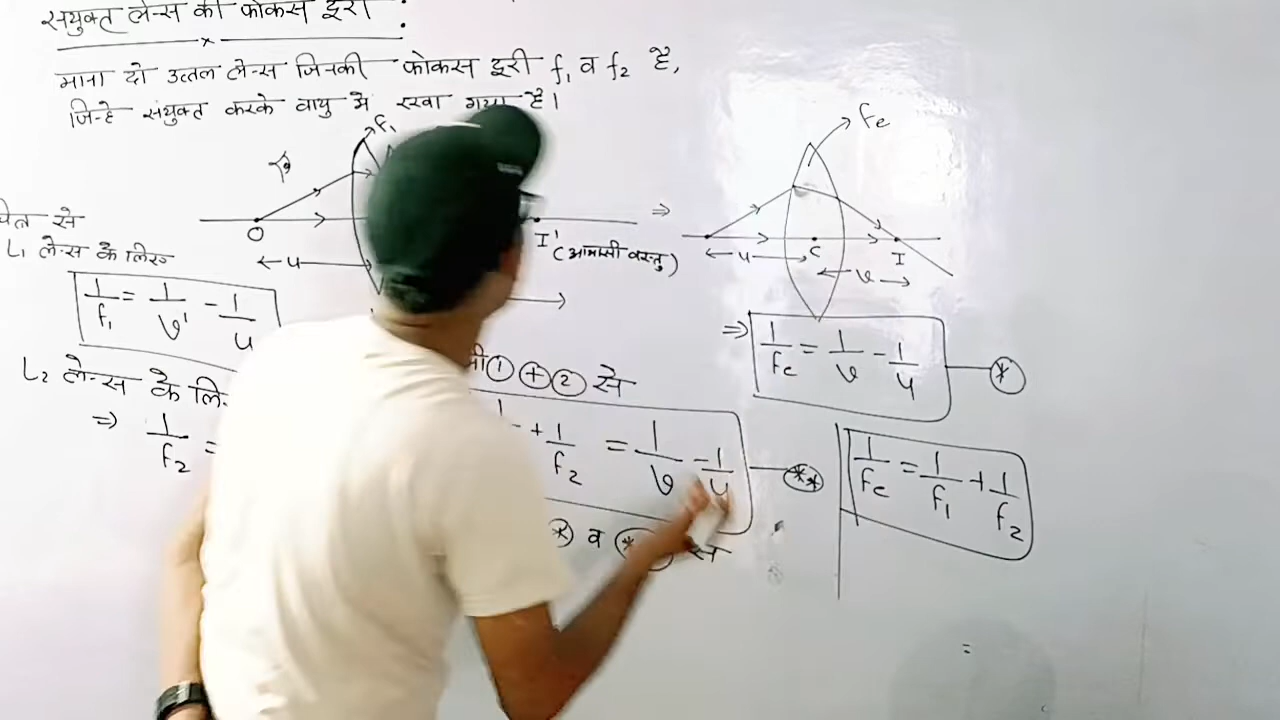 संयुक्त लेन्स की फोकस दूरी :
माना दो उत्तल लेन्स जिनकी फोकस दूरी f₁ व f₂ है,
जिन्हे संयुक्त करके वायु में रखा गया है।
f₁
O
u
I' (आभासी वस्तु)
⇒
fc
u C I
v
से
L₁ लेन्स के लिए
1/f₁ = 1/v' - 1/u
L₂ लेन्स के
⇒ 1/f₂ =
① + ② से
+ 1/f₂ = 1/v - 1/u — (**)
(*) व से
⇒ 1/fc = 1/v - 1/u — (*)
1/fc = 1/f₁ + 1/f₂
=